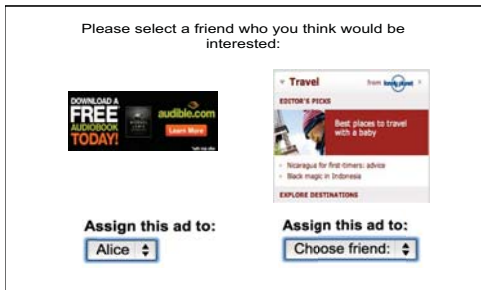 Please select a friend who you think would be
interested:
DOWNLOAD A
FREE
AUDIOBOOK
TODAY!
audible.com
Learn More
Travel from lonely planet
EDITOR'S PICKS
Best places to travel
with a baby
Nicaragua for first-timers: advice
Black magic in Indonesia
EXPLORE DESTINATIONS
Assign this ad to:
Alice
Assign this ad to:
Choose friend: